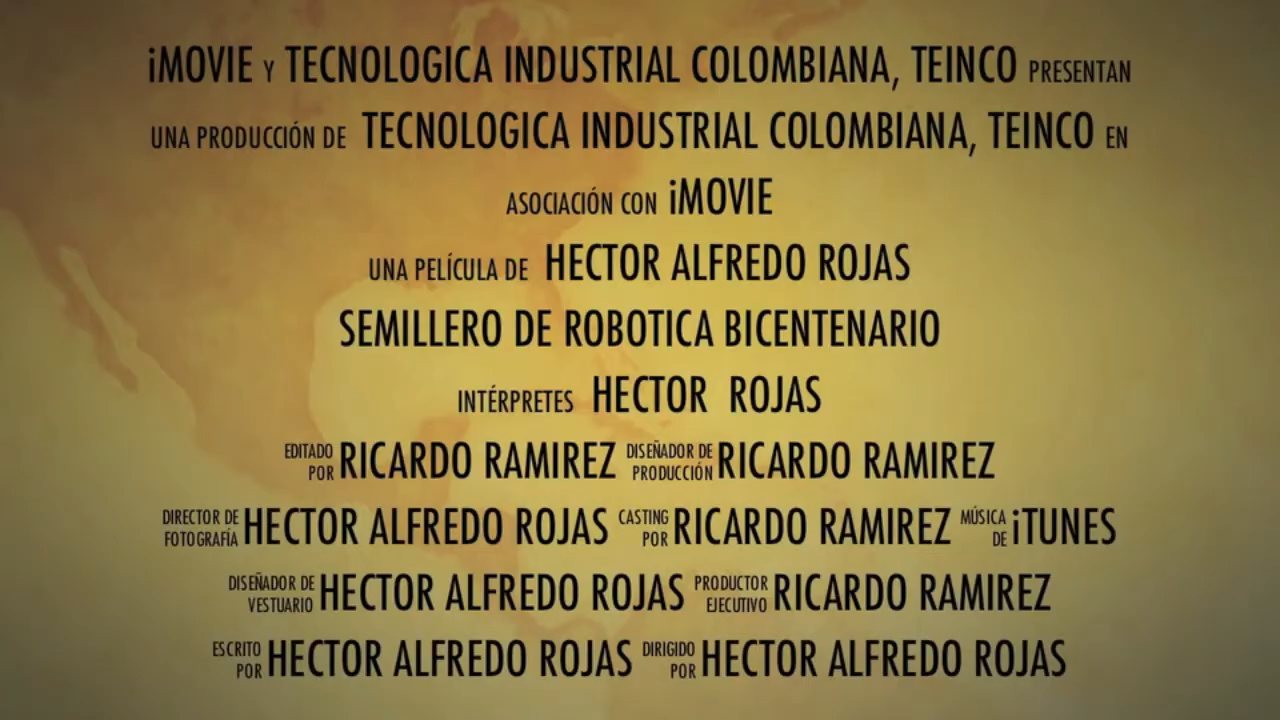 iMOVIE Y TECNOLOGICA INDUSTRIAL COLOMBIANA, TEINCO PRESENTAN
UNA PRODUCCIÓN DE TECNOLOGICA INDUSTRIAL COLOMBIANA, TEINCO EN
ASOCIACIÓN CON iMOVIE
UNA PELÍCULA DE HECTOR ALFREDO ROJAS
SEMILLERO DE ROBOTICA BICENTENARIO
INTÉRPRETES HECTOR ROJAS
EDITADO POR RICARDO RAMIREZ DISEÑADOR DE PRODUCCIÓN RICARDO RAMIREZ
DIRECTOR DE FOTOGRAFÍA HECTOR ALFREDO ROJAS CASTING POR RICARDO RAMIREZ MÚSICA DE iTUNES
DISEÑADOR DE VESTUARIO HECTOR ALFREDO ROJAS PRODUCTOR EJECUTIVO RICARDO RAMIREZ
ESCRITO POR HECTOR ALFREDO ROJAS DIRIGIDO POR HECTOR ALFREDO ROJAS